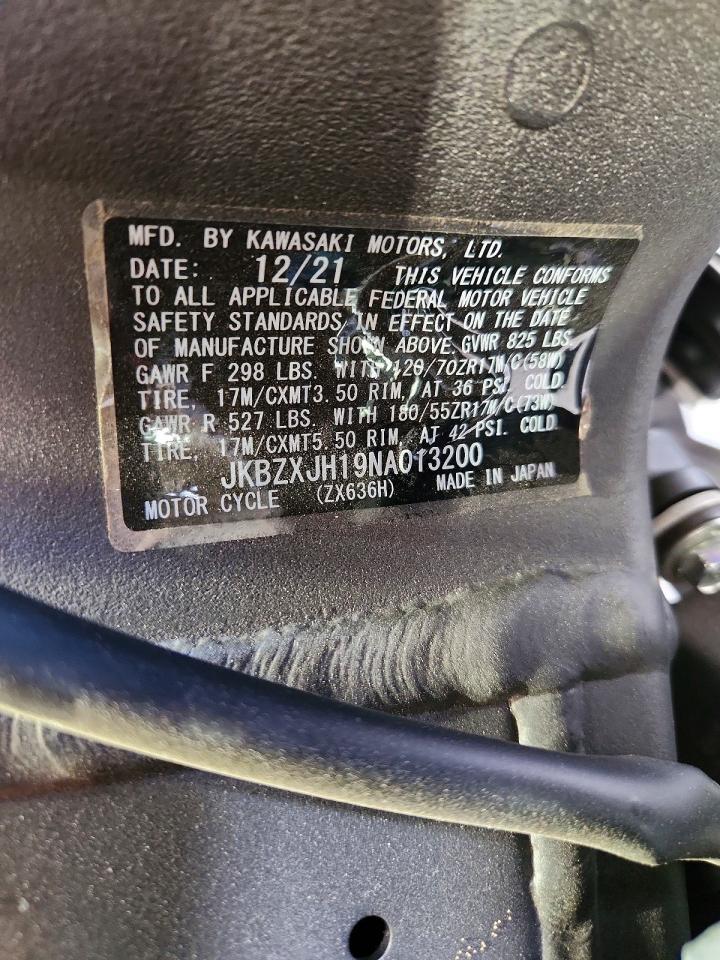 MFD. BY KAWASAKI MOTORS, LTD.
DATE: 12/21 THIS VEHICLE CONFORMS
TO ALL APPLICABLE FEDERAL MOTOR VEHICLE
SAFETY STANDARDS IN EFFECT ON THE DATE
OF MANUFACTURE SHOWN ABOVE. GVWR 825 LBS.
GAWR F 298 LBS. WITH 120/70ZR17M/C(58W)
TIRE, 17M/CXMT3.50 RIM, AT 36 PSI. COLD.
GAWR R 527 LBS. WITH 180/55ZR17M/C(73W)
TIRE, 17M/CXMT5.50 RIM, AT 42 PSI. COLD.
JKBZXJH19NA013200
MOTOR CYCLE (ZX636H) MADE IN JAPAN